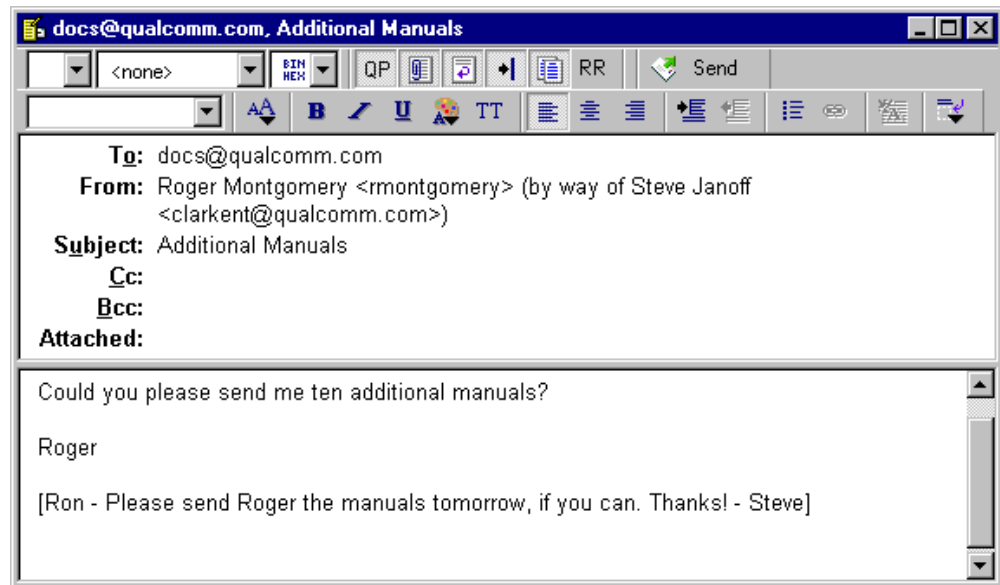 docs@qualcomm.com, Additional Manuals
<none> BIN HEX QP RR Send
AA B I U A TT
To: docs@qualcomm.com
From: Roger Montgomery <rmontgomery> (by way of Steve Janoff
<clarkent@qualcomm.com>)
Subject: Additional Manuals
Cc:
Bcc:
Attached:
Could you please send me ten additional manuals?
Roger
[Ron - Please send Roger the manuals tomorrow, if you can. Thanks! - Steve]